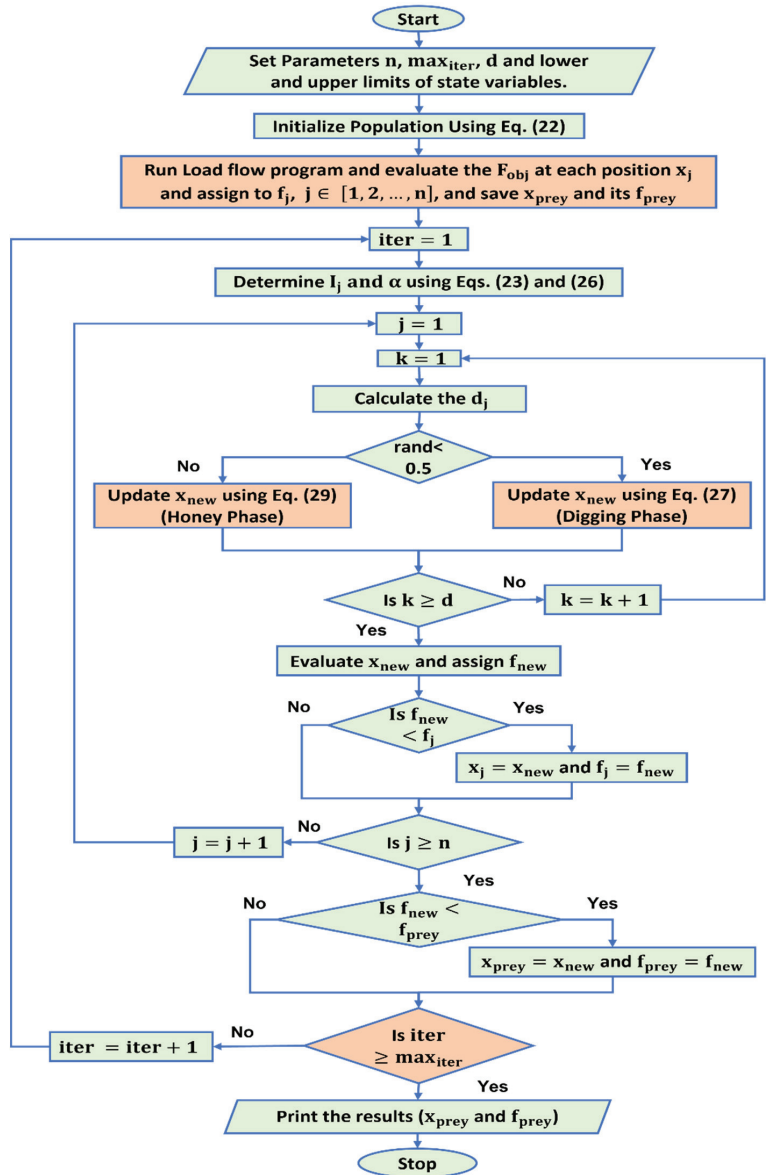 Start
Set Parameters n, max_iter, d and lower
and upper limits of state variables.
Initialize Population Using Eq. (22)
Run Load flow program and evaluate the F_obj at each position x_j
and assign to f_j, j ∈ [1, 2, ..., n], and save x_prey and its f_prey
iter = 1
Determine I_j and α using Eqs. (23) and (26)
j = 1
k = 1
Calculate the d_j
rand<
0.5
No
Yes
Update x_new using Eq. (29)
(Honey Phase)
Update x_new using Eq. (27)
(Digging Phase)
Is k ≥ d
No
k = k + 1
Yes
Evaluate x_new and assign f_new
No
Is f_new
< f_j
Yes
x_j = x_new and f_j = f_new
j = j + 1
No
Is j ≥ n
Yes
No
Is f_new <
f_prey
Yes
x_prey = x_new and f_prey = f_new
iter = iter + 1
No
Is iter
≥ max_iter
Yes
Print the results (x_prey and f_prey)
Stop